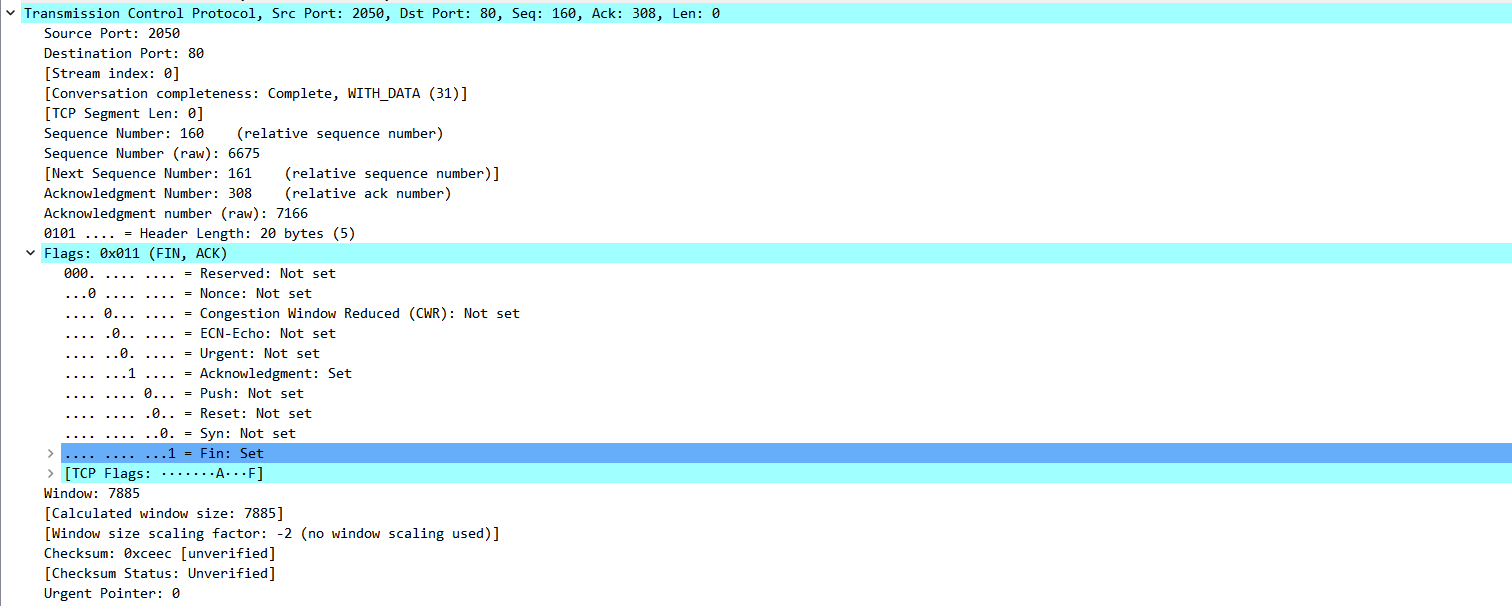 Transmission Control Protocol, Src Port: 2050, Dst Port: 80, Seq: 160, Ack: 308, Len: 0
Source Port: 2050
Destination Port: 80
[Stream index: 0]
[Conversation completeness: Complete, WITH_DATA (31)]
[TCP Segment Len: 0]
Sequence Number: 160    (relative sequence number)
Sequence Number (raw): 6675
[Next Sequence Number: 161    (relative sequence number)]
Acknowledgment Number: 308    (relative ack number)
Acknowledgment number (raw): 7166
0101 .... = Header Length: 20 bytes (5)
Flags: 0x011 (FIN, ACK)
000. .... .... = Reserved: Not set
...0 .... .... = Nonce: Not set
.... 0... .... = Congestion Window Reduced (CWR): Not set
.... .0.. .... = ECN-Echo: Not set
.... ..0. .... = Urgent: Not set
.... ...1 .... = Acknowledgment: Set
.... .... 0... = Push: Not set
.... .... .0.. = Reset: Not set
.... .... ..0. = Syn: Not set
.... .... ...1 = Fin: Set
[TCP Flags: ·······A···F]
Window: 7885
[Calculated window size: 7885]
[Window size scaling factor: -2 (no window scaling used)]
Checksum: 0xceec [unverified]
[Checksum Status: Unverified]
Urgent Pointer: 0